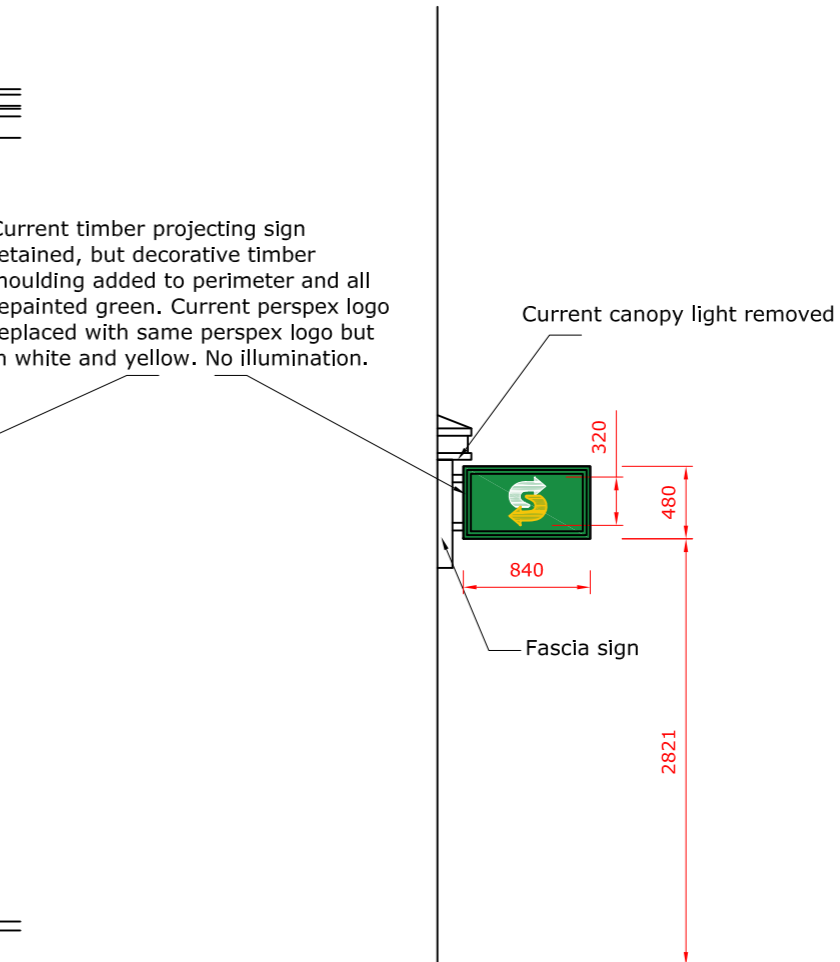 Current timber projecting sign
etained, but decorative timber
moulding added to perimeter and all
epainted green. Current perspex logo
eplaced with same perspex logo but
n white and yellow. No illumination.
Current canopy light removed
320
480
840
Fascia sign
2821